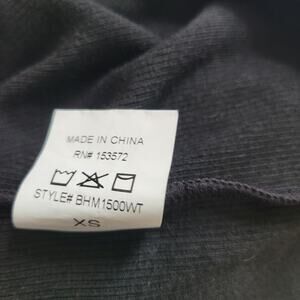 MADE IN CHINA
RN# 153572
STYLE# BHM1500WT
XS